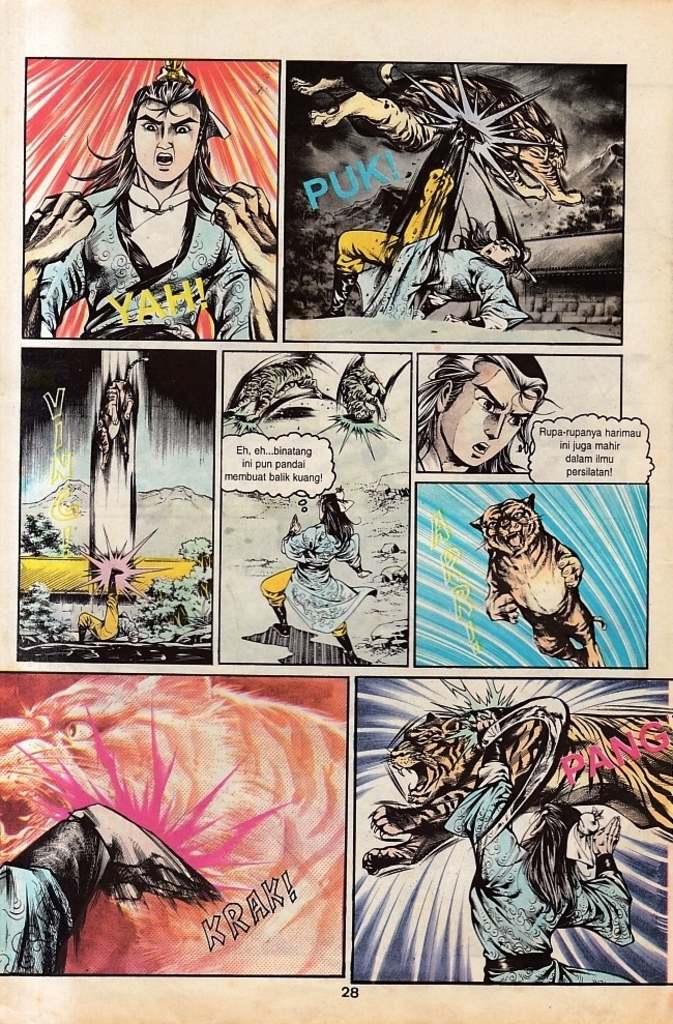 YAH!
PUK!
VING!
Eh, eh...binatang
ini pun pandai
membuat balik kuang!
Rupa-rupanya harimau
ini juga mahir
dalam ilmu
persilatan!
KRAK!
PANG
28